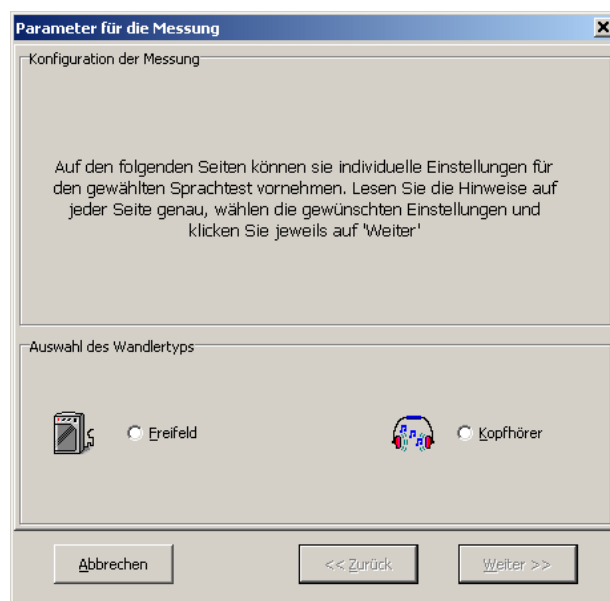 Parameter für die Messung
Konfiguration der Messung
Auf den folgenden Seiten können sie individuelle Einstellungen für
den gewählten Sprachtest vornehmen. Lesen Sie die Hinweise auf
jeder Seite genau, wählen die gewünschten Einstellungen und
klicken Sie jeweils auf 'Weiter'
Auswahl des Wandlertyps
Freifeld
Kopfhörer
Abbrechen
<< Zurück
Weiter >>